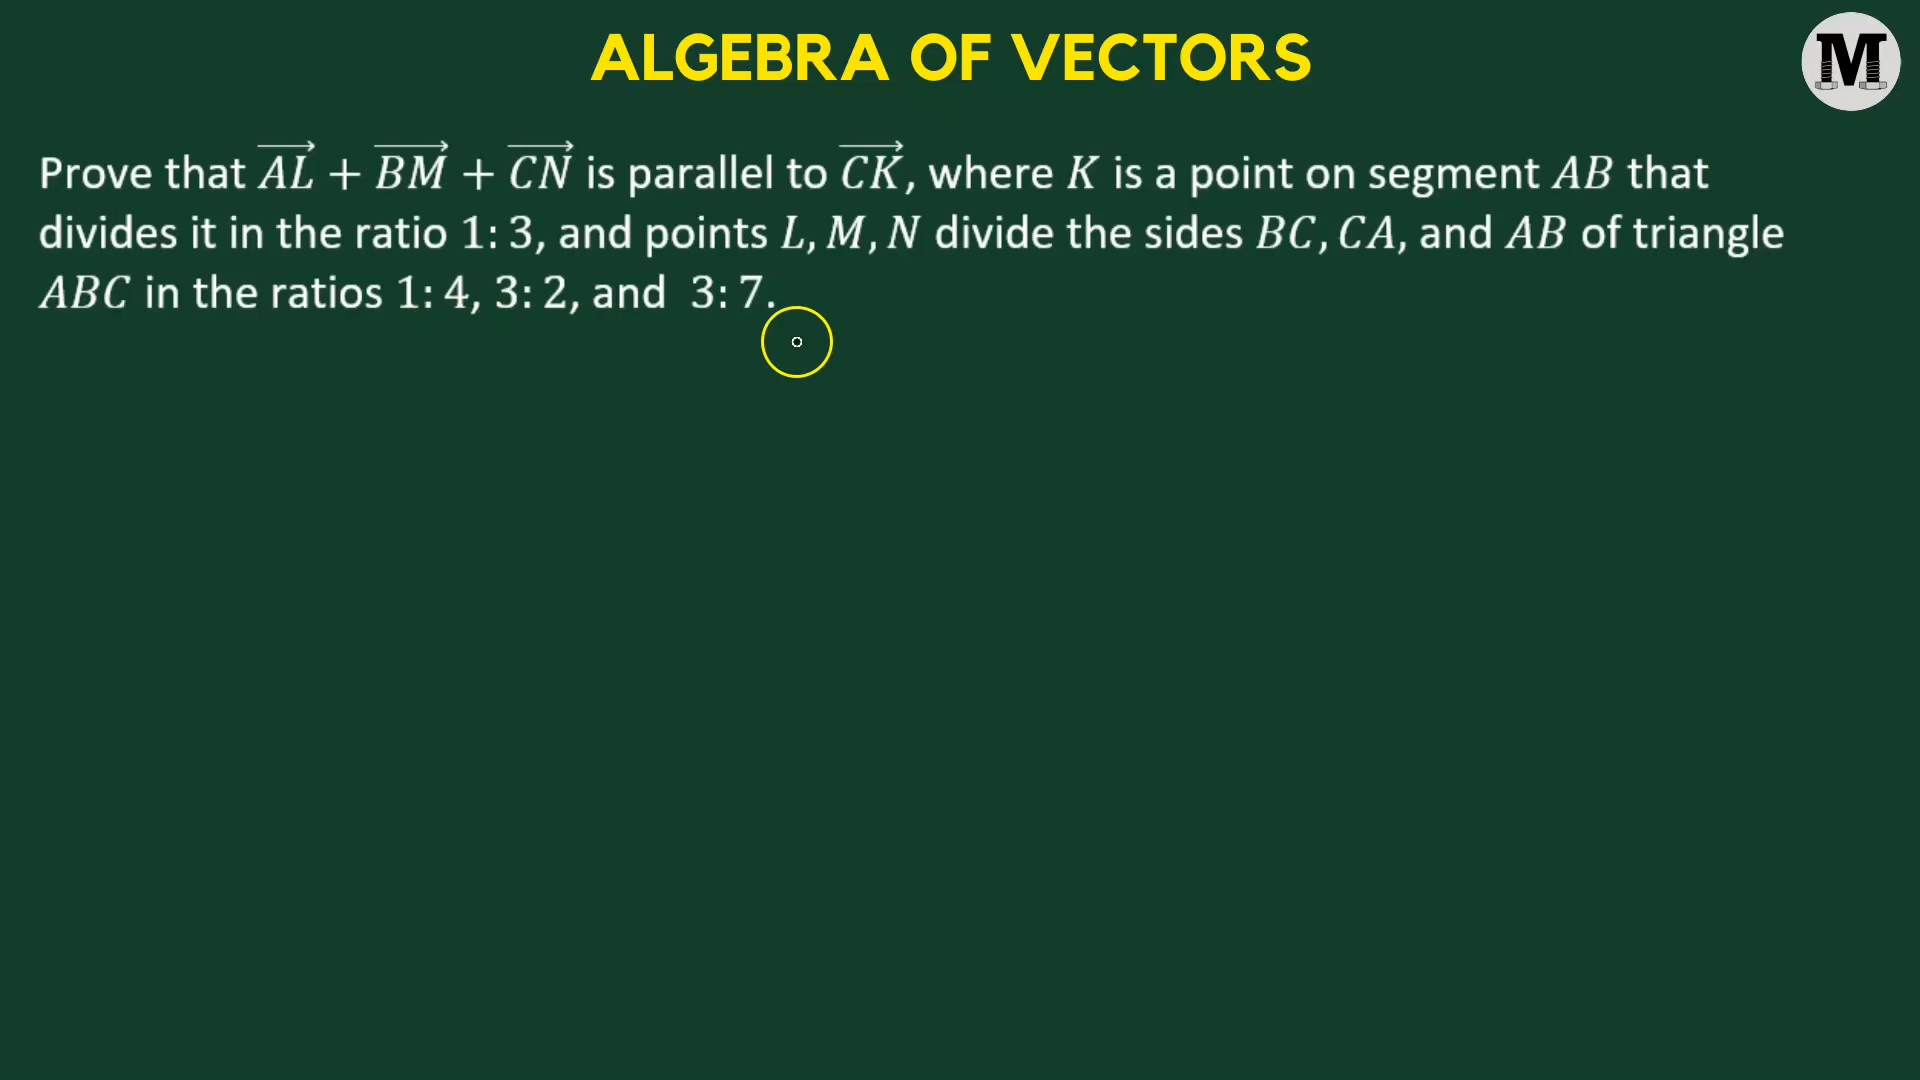 ALGEBRA OF VECTORS
M
Prove that $\overrightarrow{AL} + \overrightarrow{BM} + \overrightarrow{CN}$ is parallel to $\overrightarrow{CK}$, where $K$ is a point on segment $AB$ that
divides it in the ratio 1: 3, and points $L, M, N$ divide the sides $BC, CA$, and $AB$ of triangle
$ABC$ in the ratios 1: 4, 3: 2, and 3: 7.